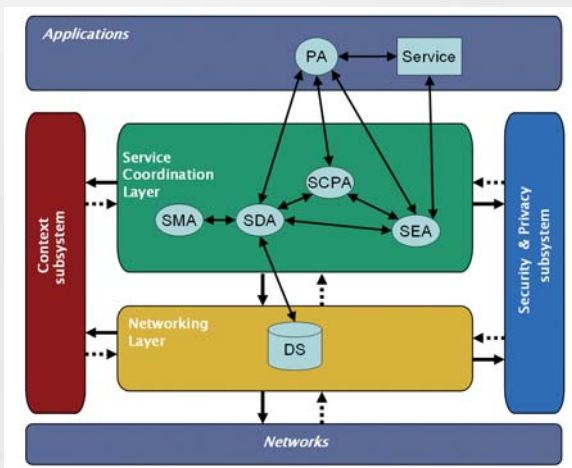 Applications
PA
Service
Service
Coordination
Layer
SCPA
SMA
SDA
SEA
Context
subsystem
Security & Privacy
subsystem
Networking
Layer
DS
Networks